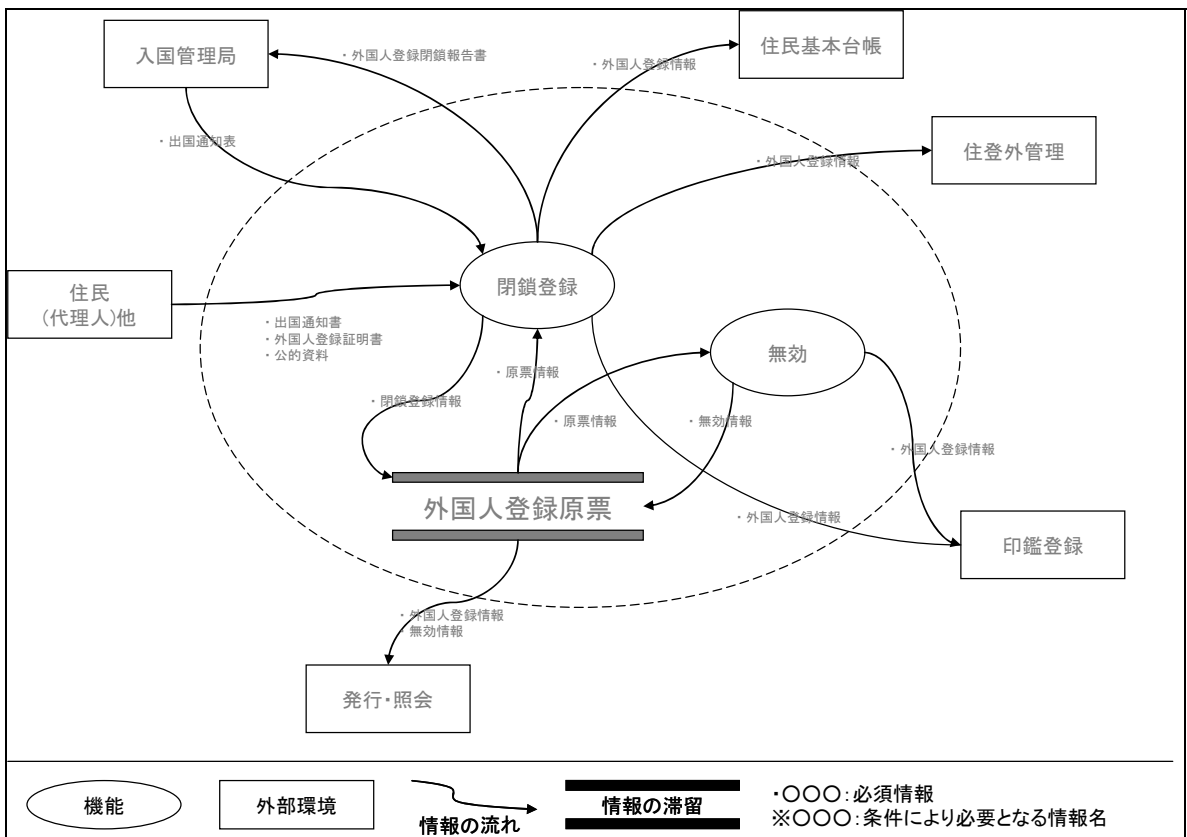 入国管理局
・外国人登録閉鎖報告書
・外国人登録情報
住民基本台帳
・出国通知表
・外国人登録情報
住登外管理
住民
(代理人)他
・出国通知書
・外国人登録証明書
・公的資料
閉鎖登録
無効
・原票情報
・閉鎖登録情報
・原票情報
・無効情報
・外国人登録情報
外国人登録原票
・外国人登録情報
印鑑登録
・外国人登録情報
・無効情報
発行・照会
機能
外部環境
情報の流れ
情報の滞留
・〇〇〇:必須情報
※〇〇〇:条件により必要となる情報名